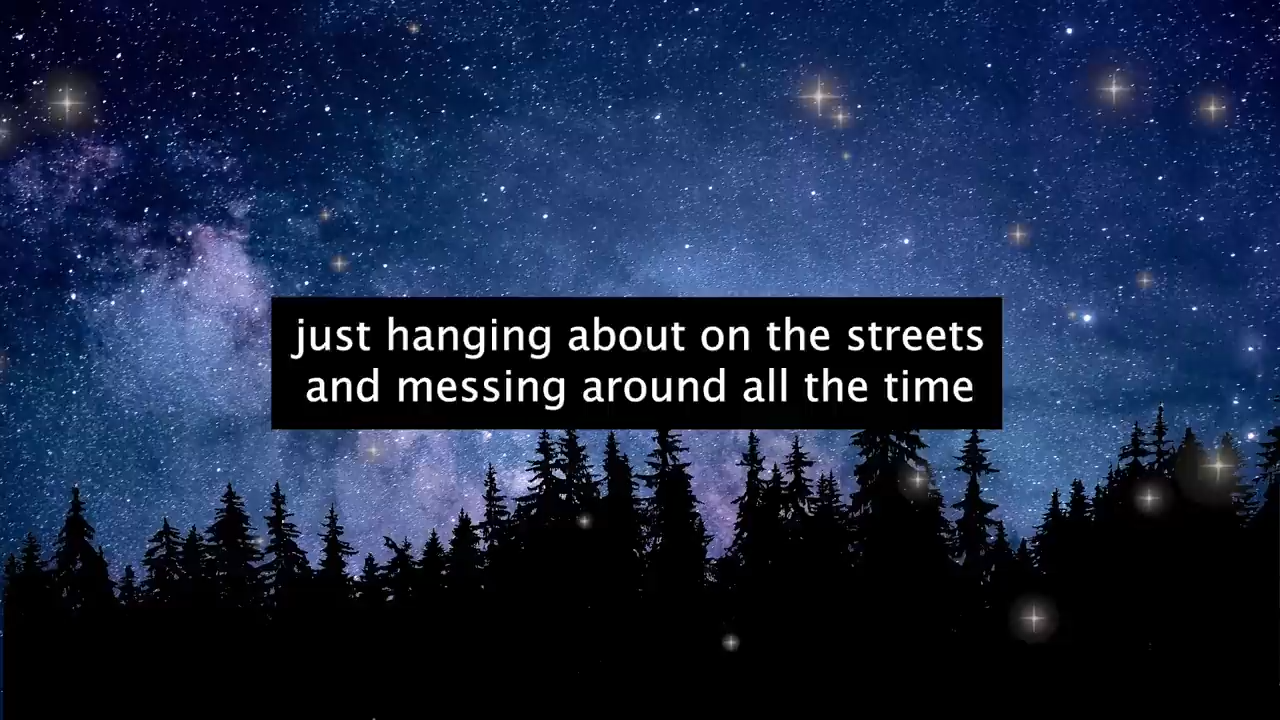 just hanging about on the streets
and messing around all the time